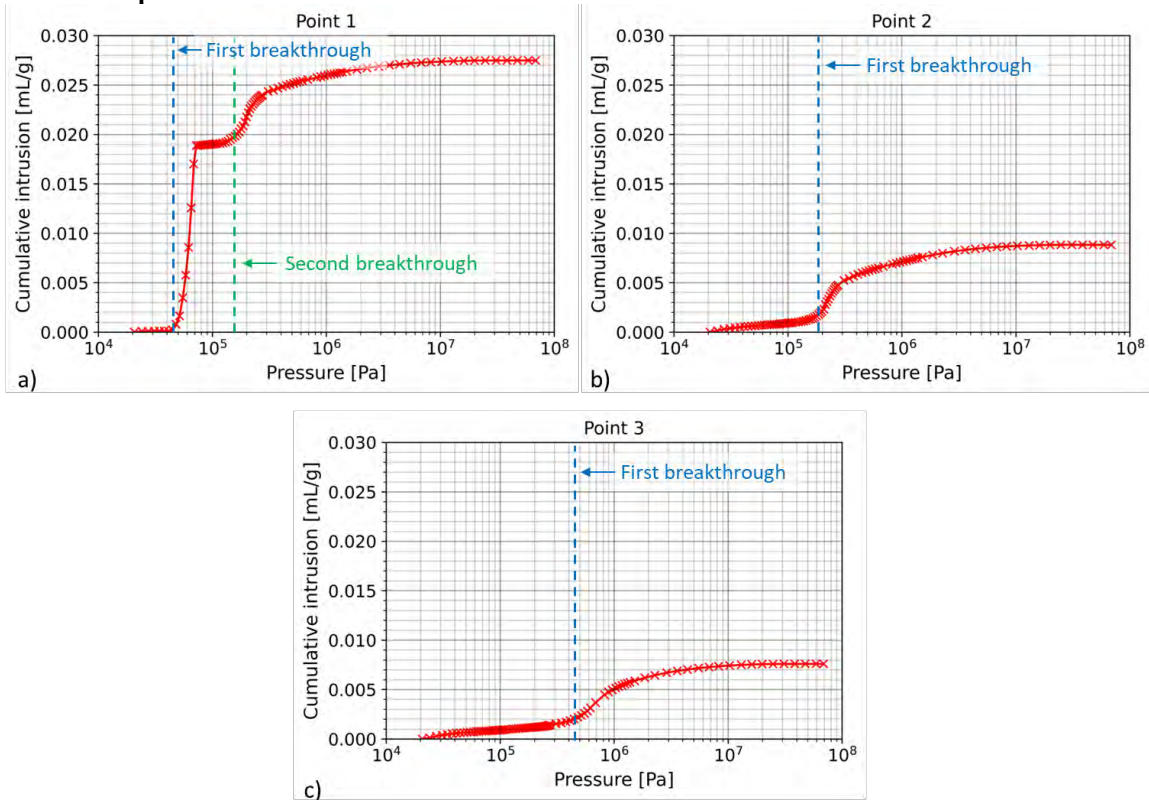 Point 1
Cumulative intrusion [mL/g]
0.030
0.025
0.020
0.015
0.010
0.005
0.000
First breakthrough
Second breakthrough
10⁴ 10⁵ 10⁶ 10⁷ 10⁸
Pressure [Pa]
a)
Point 2
Cumulative intrusion [mL/g]
0.030
0.025
0.020
0.015
0.010
0.005
0.000
First breakthrough
10⁴ 10⁵ 10⁶ 10⁷ 10⁸
Pressure [Pa]
b)
Point 3
Cumulative intrusion [mL/g]
0.030
0.025
0.020
0.015
0.010
0.005
0.000
First breakthrough
10⁴ 10⁵ 10⁶ 10⁷ 10⁸
Pressure [Pa]
c)